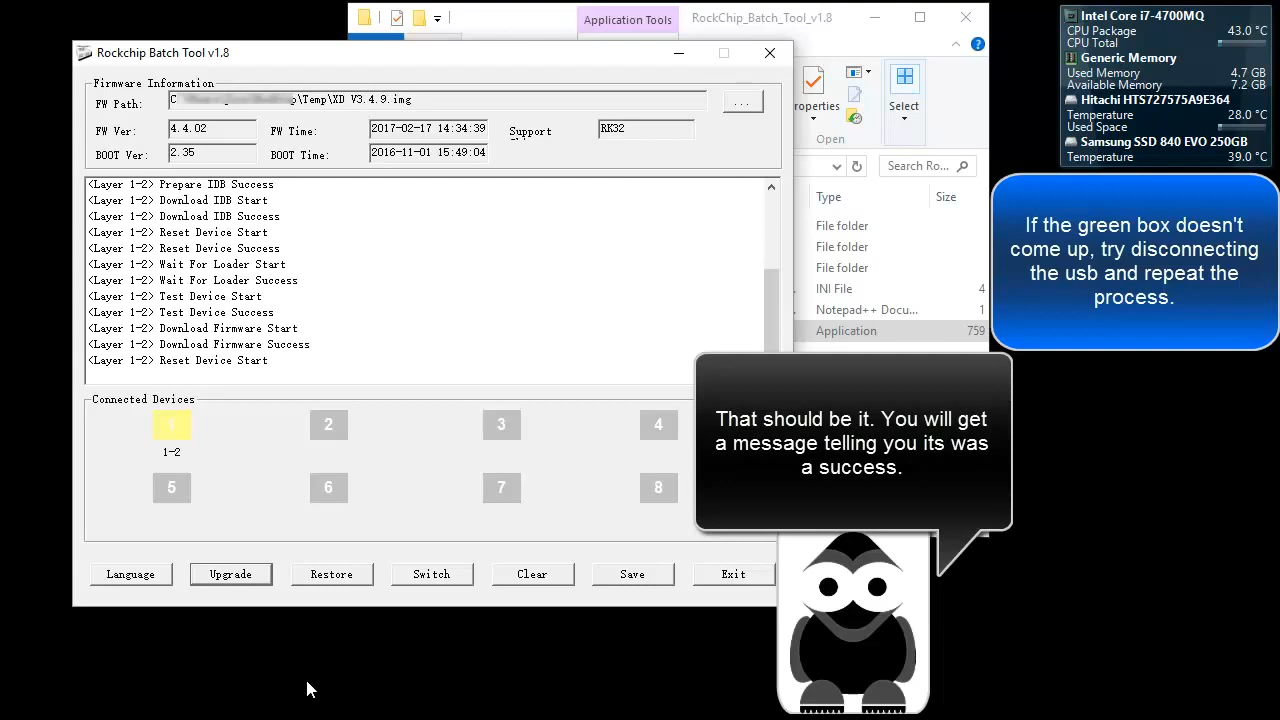 Application Tools
RockChip_Batch_Tool_v1.8
Rockchip Batch Tool v1.8
Firware Informat
FW Path:
C
p\Temp\XD V3.4.9.img
...
FW Ver:
4.4.02
FW Time:
2017-02-17 14:34:39
Support
RK32
BOOT Ver:
2.35
BOOT Time:
2016-11-01 15:49:04
<Layer 1-2> Prepare IDB Success
<Layer 1-2> Download IDB Start
<Layer 1-2> Download IDB Success
<Layer 1-2> Reset Device Start
<Layer 1-2> Reset Device Success
<Layer 1-2> Wait For Loader Start
<Layer 1-2> Wait For Loader Success
<Layer 1-2> Test Device Start
<Layer 1-2> Test Device Success
<Layer 1-2> Download Firmware Start
<Layer 1-2> Download Firmware Success
<Layer 1-2> Reset Device Start
Connected Devices
1
2
3
4
1-2
5
6
7
8
Language
Upgrade
Restore
Switch
Clear
Save
Exit
roperties
Select
Open
Search Ro...
Type
Size
File folder
File folder
File folder
INI File
4
Notepad++ Docu...
1
Application
759
Intel Core i7-4700MQ
CPU Package
43.0 °C
CPU Total
Generic Memory
Used Memory
4.7 GB
Available Memory
7.2 GB
Hitachi HTS727575A9E364
Temperature
28.0 °C
Used Space
Samsung SSD 840 EVO 250GB
Temperature
39.0 °C
If the green box doesn't
come up, try disconnecting
the usb and repeat the
process.
That should be it. You will get
a message telling you its was
a success.